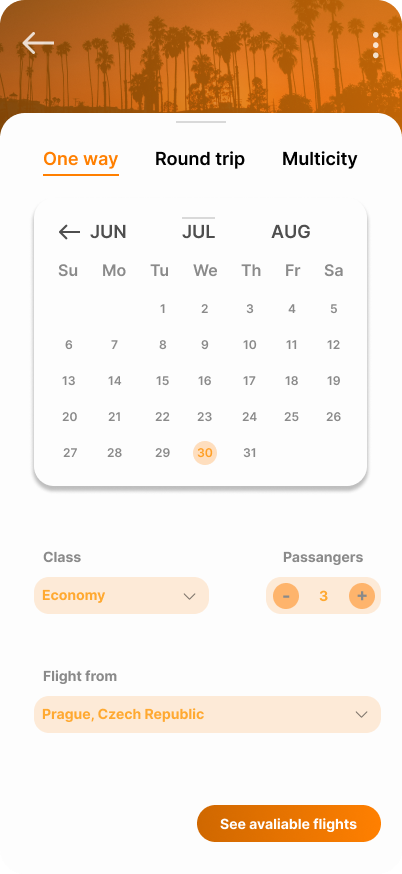 One way Round trip Multicity
JUN JUL AUG
Su Mo Tu We Th Fr Sa
1 2 3 4 5
6 7 8 9 10 11 12
13 14 15 16 17 18 19
20 21 22 23 24 25 26
27 28 29 30 31
Class Passangers
Economy - 3 +
Flight from
Prague, Czech Republic
See avaliable flights